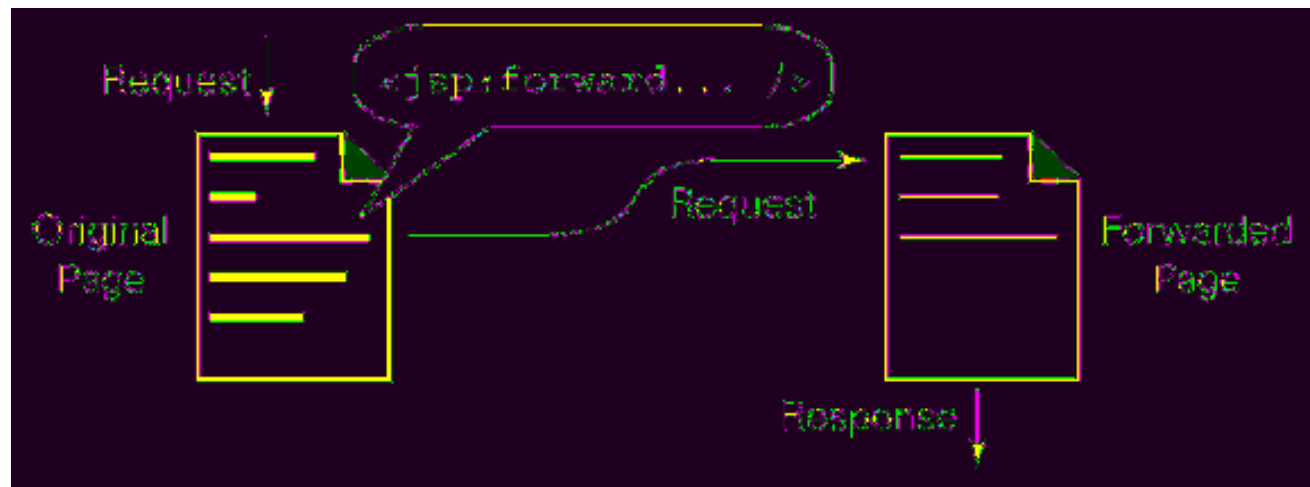 Request
<jsp:forward... />
Request
Original
Page
Forwarded
Page
Response